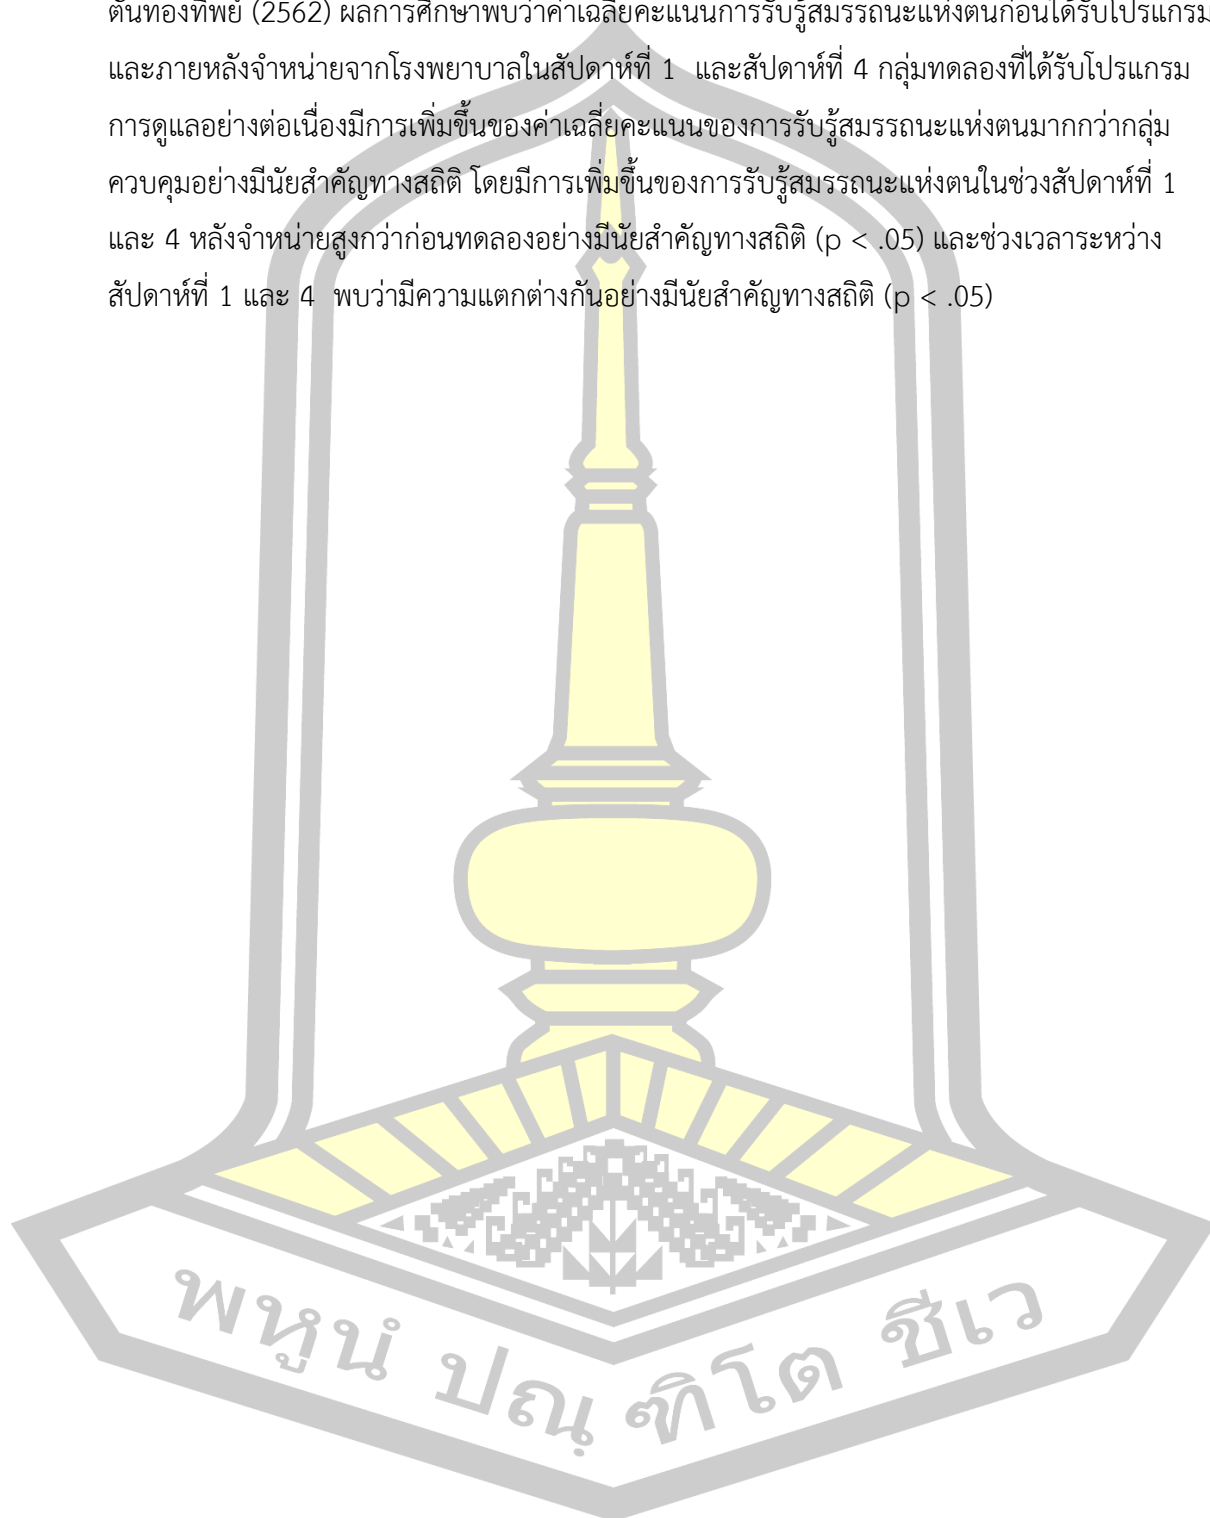 ตันทองทิพย์ (2562) ผลการศึกษาพบว่าค่าเฉลี่ยคะแนนการรับรู้สมรรถนะแห่งตนก่อนได้รับโปรแกรม
และภายหลังจำหน่ายจากโรงพยาบาลในสัปดาห์ที่ 1  และสัปดาห์ที่ 4 กลุ่มทดลองที่ได้รับโปรแกรม
การดูแลอย่างต่อเนื่องมีการเพิ่มขึ้นของค่าเฉลี่ยคะแนนของการรับรู้สมรรถนะแห่งตนมากกว่ากลุ่ม
ควบคุมอย่างมีนัยสำคัญทางสถิติ โดยมีการเพิ่มขึ้นของการรับรู้สมรรถนะแห่งตนในช่วงสัปดาห์ที่ 1
และ 4 หลังจำหน่ายสูงกว่าก่อนทดลองอย่างมีนัยสำคัญทางสถิติ (p < .05) และช่วงเวลาระหว่าง
สัปดาห์ที่ 1 และ 4  พบว่ามีความแตกต่างกันอย่างมีนัยสำคัญทางสถิติ (p < .05)
พหูนํ ปณฺฑิโต ชีเว